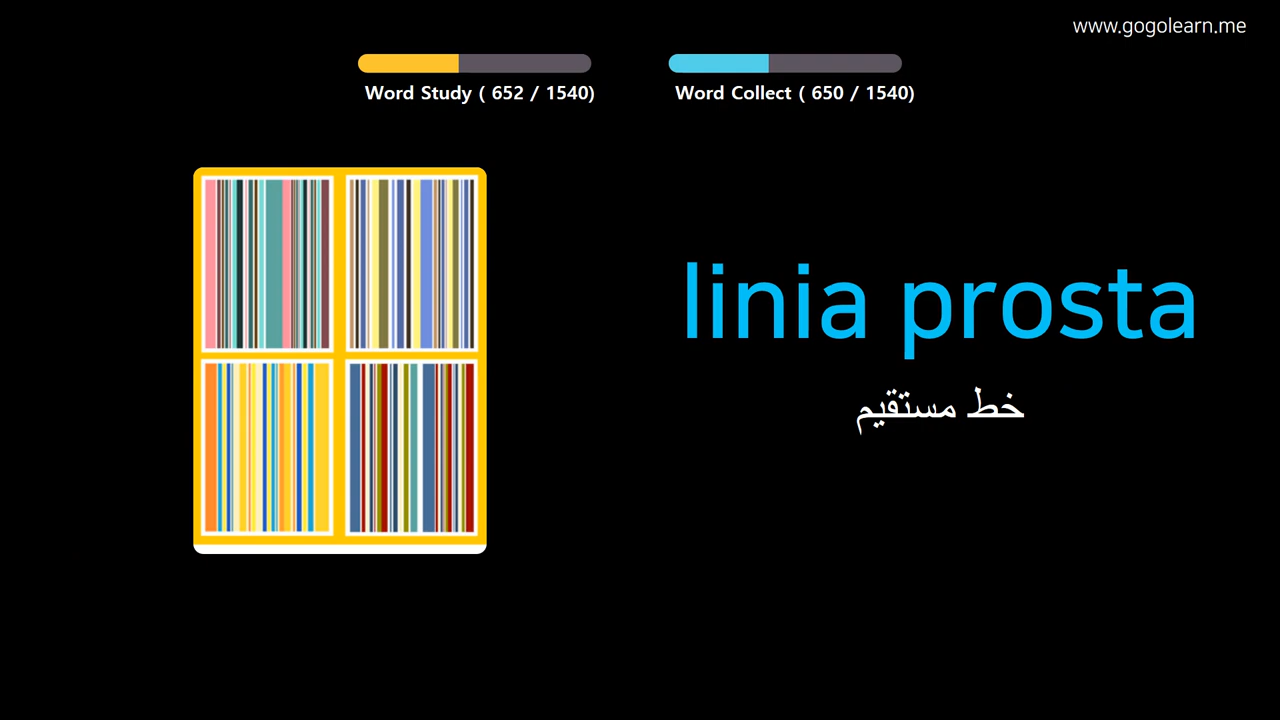 www.gogolearn.me
Word Study ( 652 / 1540)
Word Collect ( 650 / 1540)
linia prosta
خط مستقيم